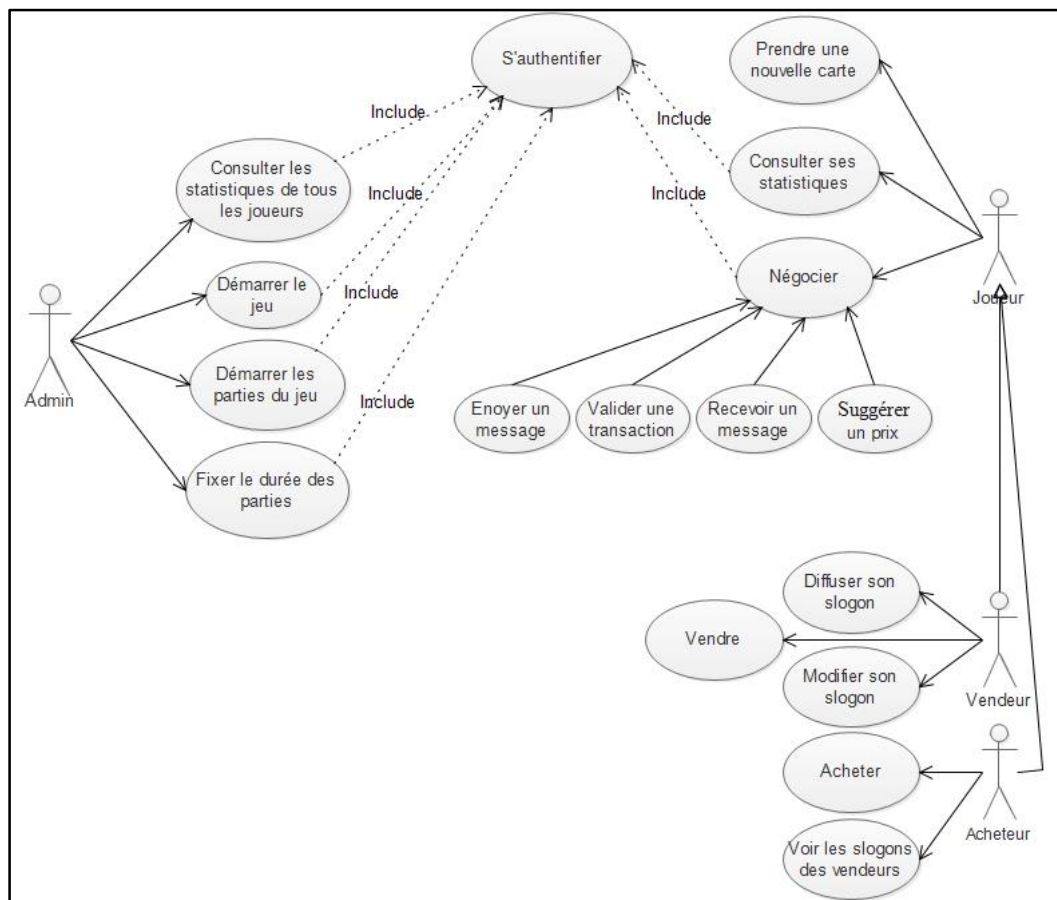 S'authentifier
Prendre une
nouvelle carte
Include
Include
Consulter les
statistiques de tous
les joueurs
Consulter ses
statistiques
Include
Include
Négocier
Démarrer le
jeu
Include
Joueur
Admin
Démarrer les
parties du jeu
Include
Enoyer un
message
Valider une
transaction
Recevoir un
message
Suggérer
un prix
Fixer le durée des
parties
Diffuser son
slogon
Vendre
Modifier son
slogon
Vendeur
Acheter
Acheteur
Voir les slogons
des vendeurs